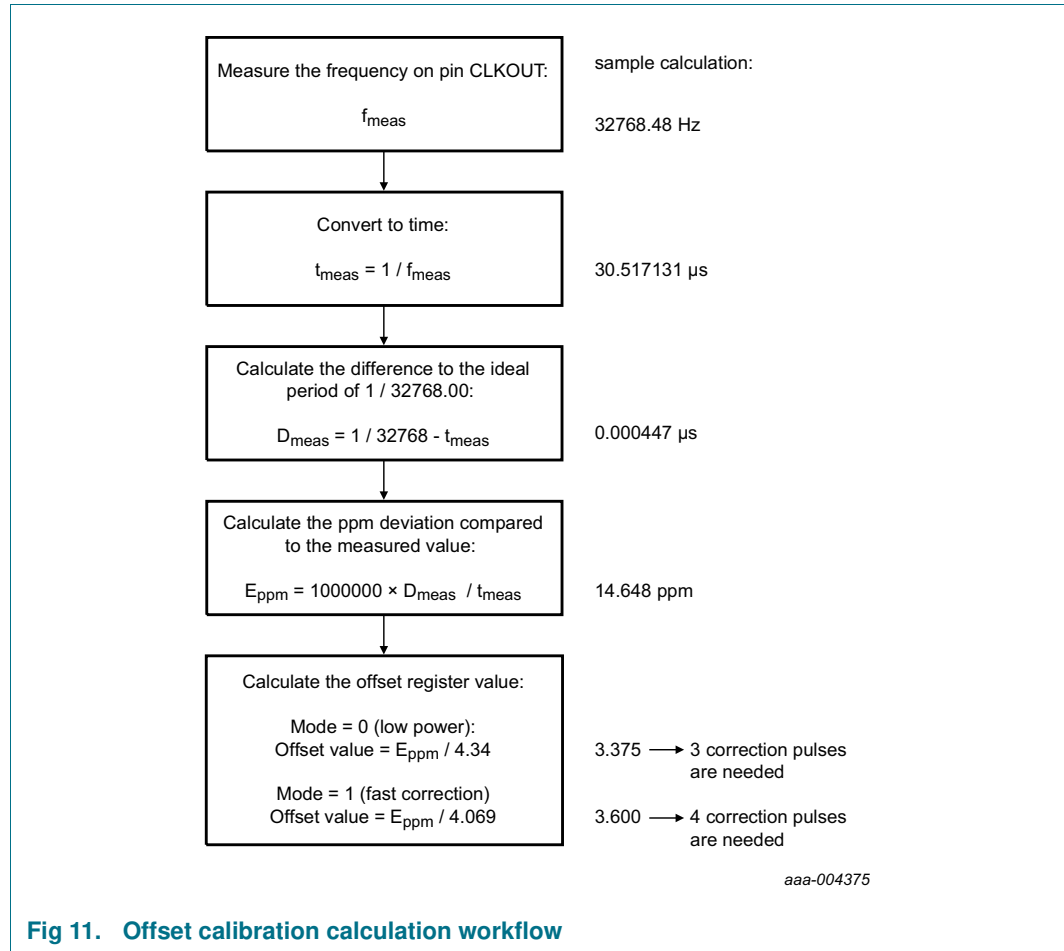 Measure the frequency on pin CLKOUT:
fmeas
sample calculation:
32768.48 Hz
Convert to time:
tmeas = 1 / fmeas
30.517131 µs
Calculate the difference to the ideal
period of 1 / 32768.00:
Dmeas = 1 / 32768 - tmeas
0.000447 µs
Calculate the ppm deviation compared
to the measured value:
Eppm = 1000000 × Dmeas / tmeas
14.648 ppm
Calculate the offset register value:
Mode = 0 (low power):
Offset value = Eppm / 4.34
3.375 → 3 correction pulses
are needed
Mode = 1 (fast correction)
Offset value = Eppm / 4.069
3.600 → 4 correction pulses
are needed
aaa-004375
Fig 11. Offset calibration calculation workflow